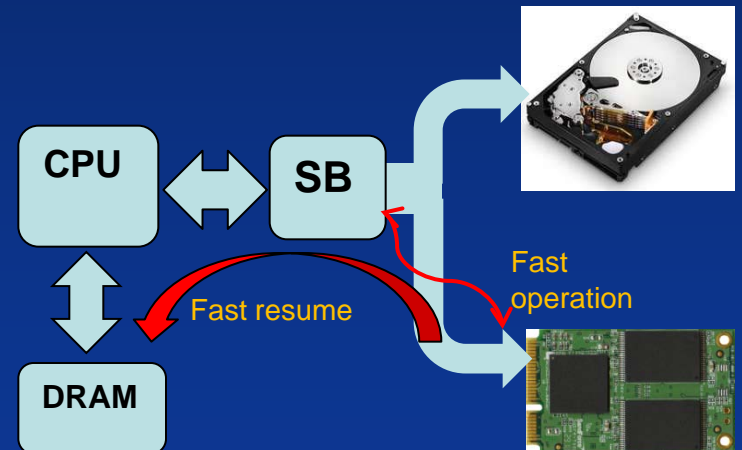 CPU
SB
Fast
operation
Fast resume
DRAM